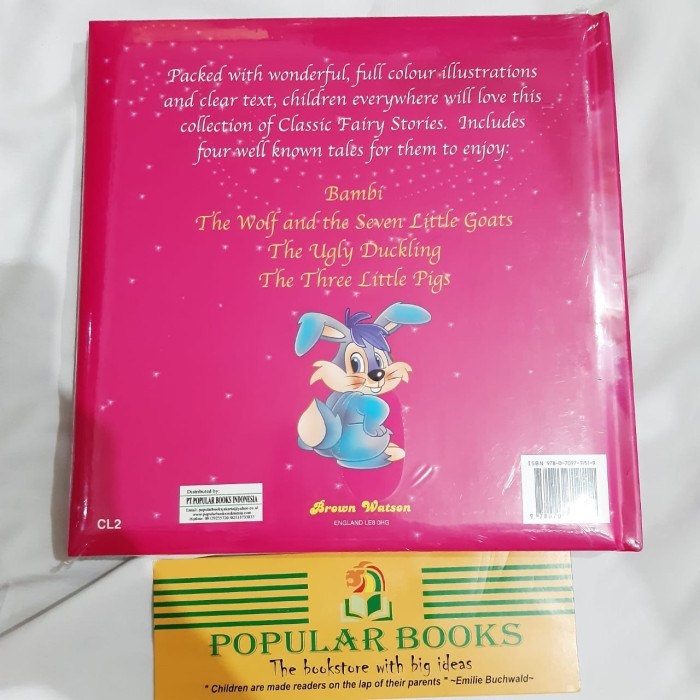 Packed with wonderful, full colour illustrations
and clear text, children everywhere will love this
collection of Classic Fairy Stories. Includes
four well known tales for them to enjoy:
Bambi
The Wolf and the Seven Little Goats
The Ugly Duckling
The Three Little Pigs
Distributed by
PT POPULAR BOOKS INDONESIA
CL2
Brown Watson
ENGLAND LE8 0HG
ISBN
POPULAR BOOKS
The bookstore with big ideas
" Children are made readers on the lap of their parents " ~Emilie Buchwald~